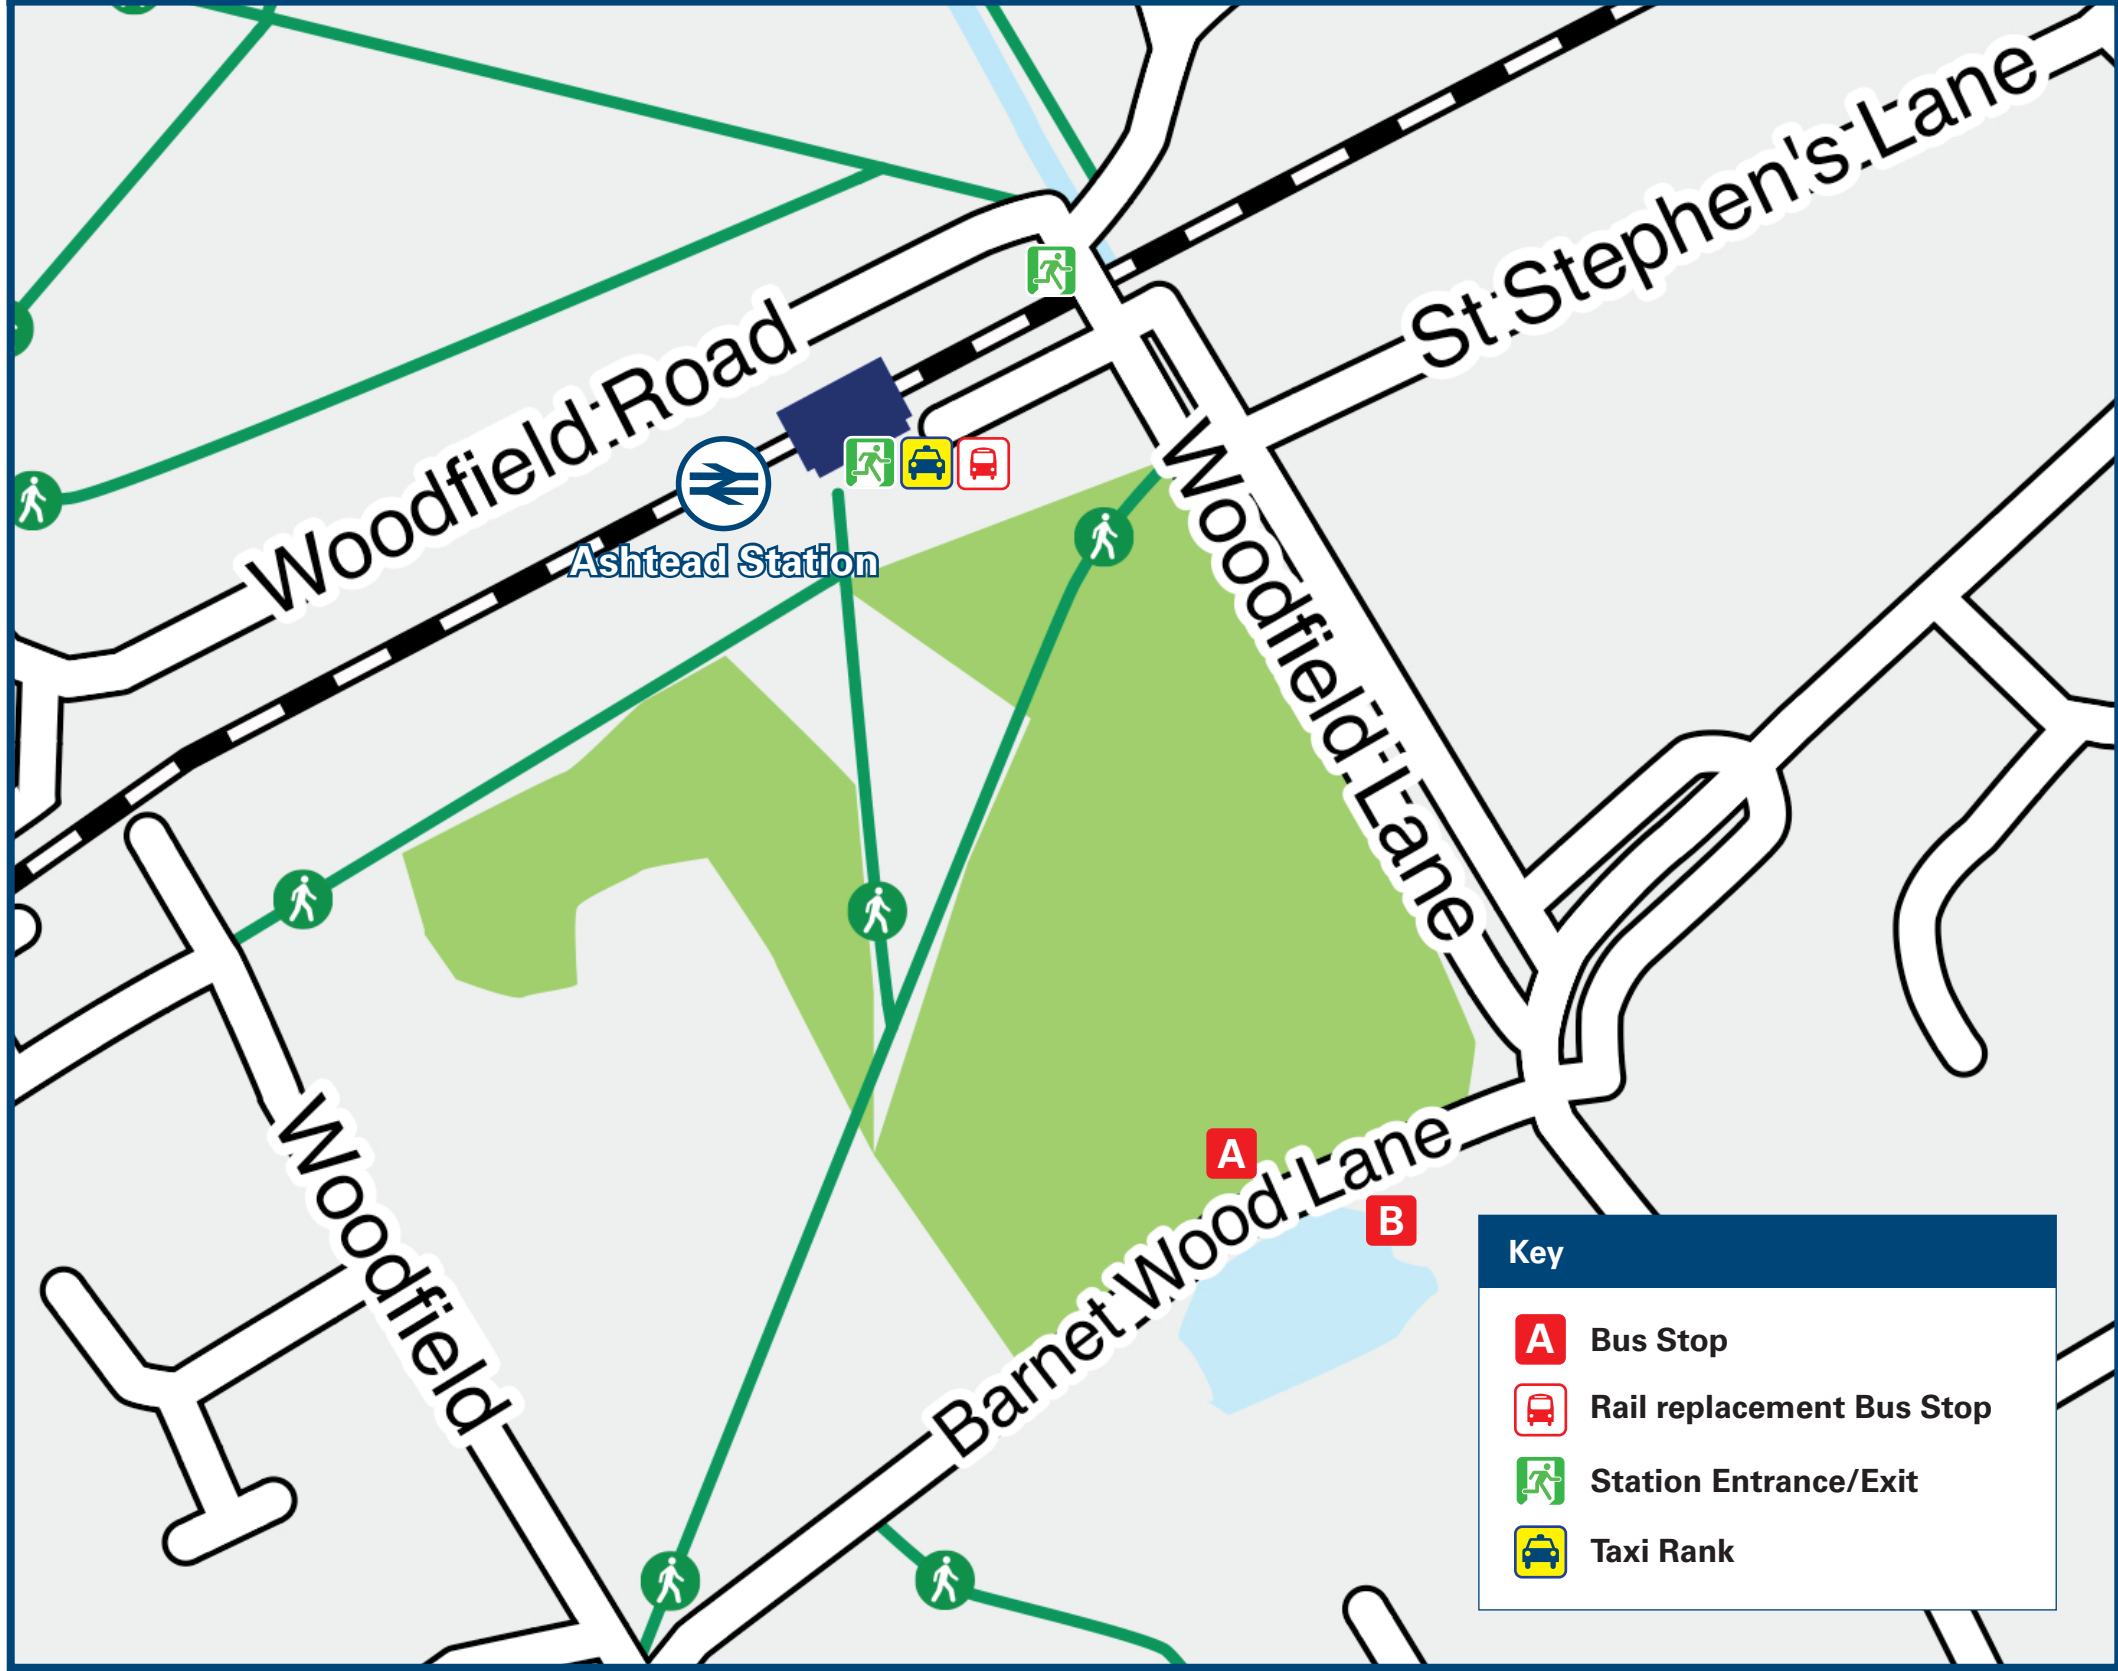 St Stephen's Lane
Woodfield Road
Ashtead Station
Woodfield Lane
Woodfield
A
Barnet Wood Lane
B
Key
A Bus Stop
Rail replacement Bus Stop
Station Entrance/Exit
Taxi Rank